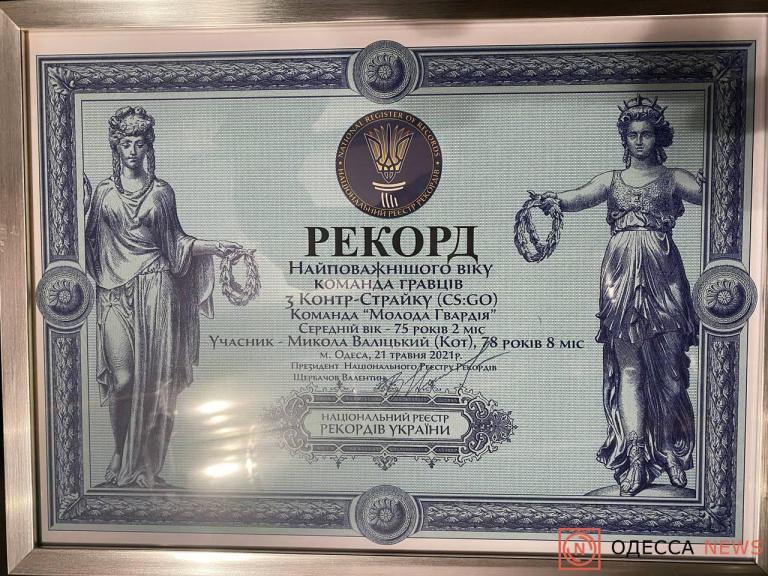 NATIONAL REGISTER OF RECORDS
НАЦІОНАЛЬНИЙ РЕЄСТР РЕКОРДІВ
РЕКОРД
Найповажнішого віку
команда гравців
з Контр-Страйку (CS:GO)
Команда “Молода Гвардія”
Середній вік - 75 років 2 міс
Учасник - Микола Валіцький (Кот), 78 років 8 міс
м. Одеса, 21 травня 2021р.
Президент Національного Реєстру Рекордів
Щербачов Валентин
НАЦІОНАЛЬНИЙ РЕЄСТР
РЕКОРДІВ УКРАЇНИ
N ОДЕССА NEWS